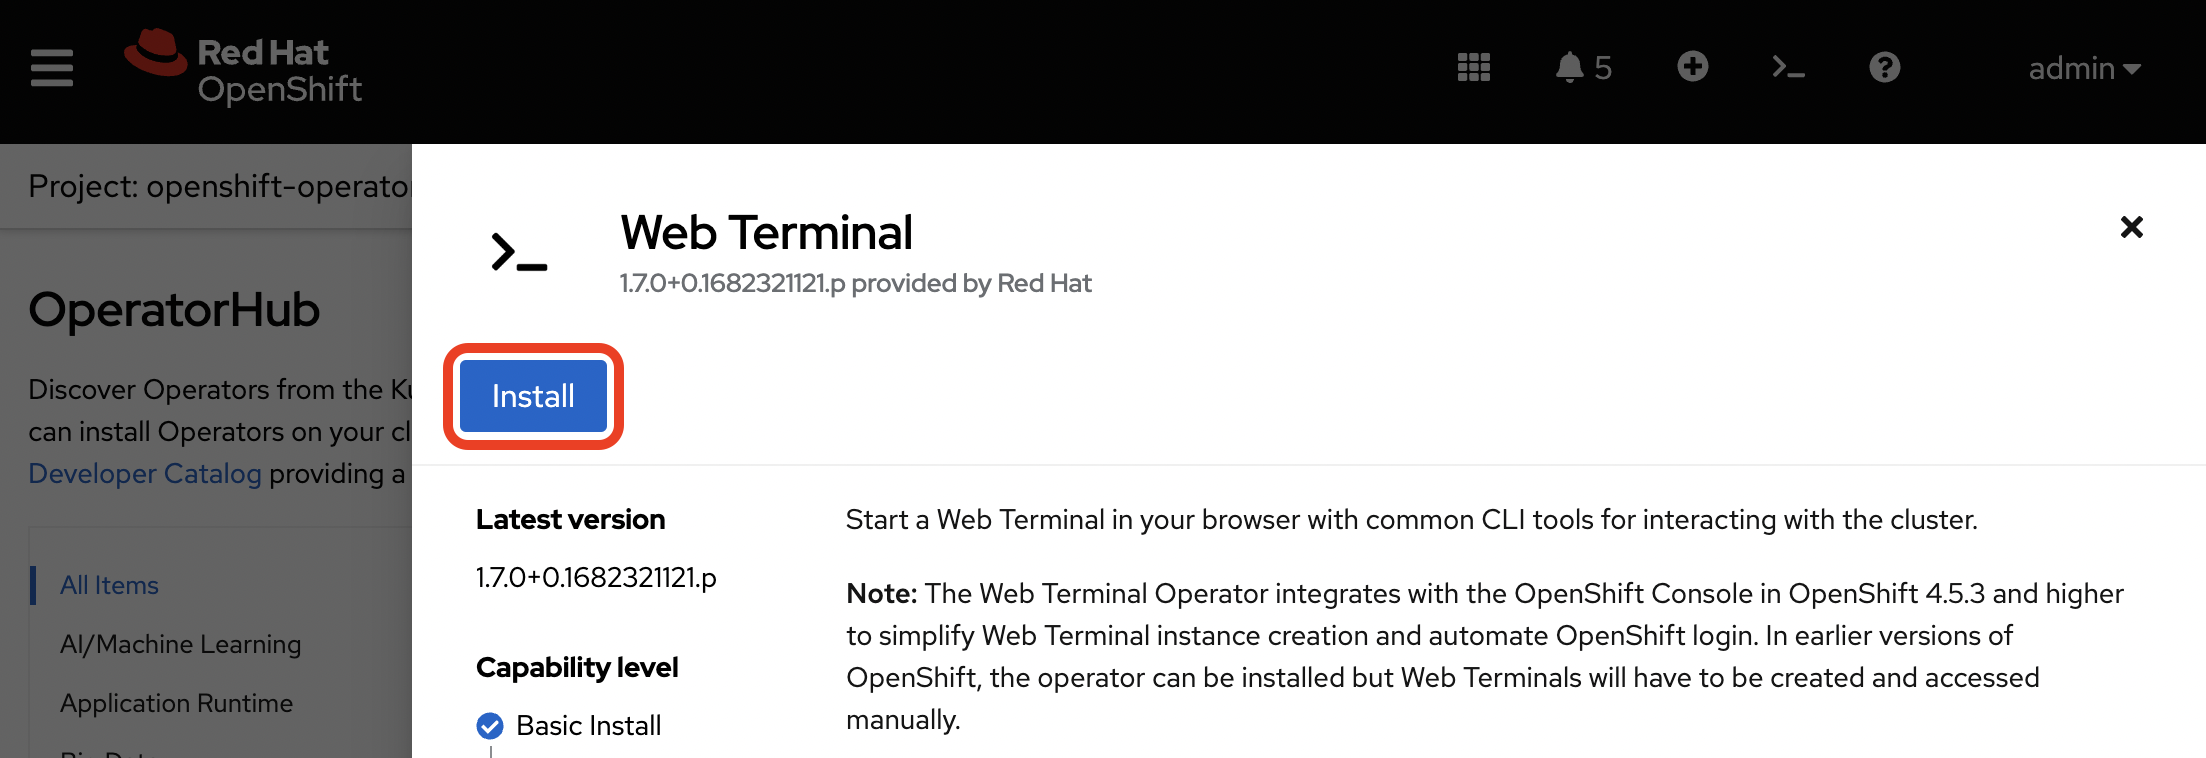 Red Hat
OpenShift
5
admin
Project: openshift-operator
Web Terminal
1.7.0+0.1682321121.p provided by Red Hat
OperatorHub
Install
Discover Operators from the
can install Operators on your
Developer Catalog providing a
Latest version
1.7.0+0.1682321121.p
Capability level
Basic Install
Start a Web Terminal in your browser with common CLI tools for interacting with the cluster.
Note: The Web Terminal Operator integrates with the OpenShift Console in OpenShift 4.5.3 and higher
to simplify Web Terminal instance creation and automate OpenShift login. In earlier versions of
OpenShift, the operator can be installed but Web Terminals will have to be created and accessed
manually.
All Items
AI/Machine Learning
Application Runtime